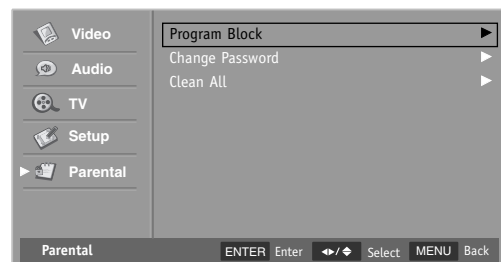 Video
Audio
TV
Setup
Parental
Program Block
Change Password
Clean All
Parental
ENTER Enter Select MENU Back